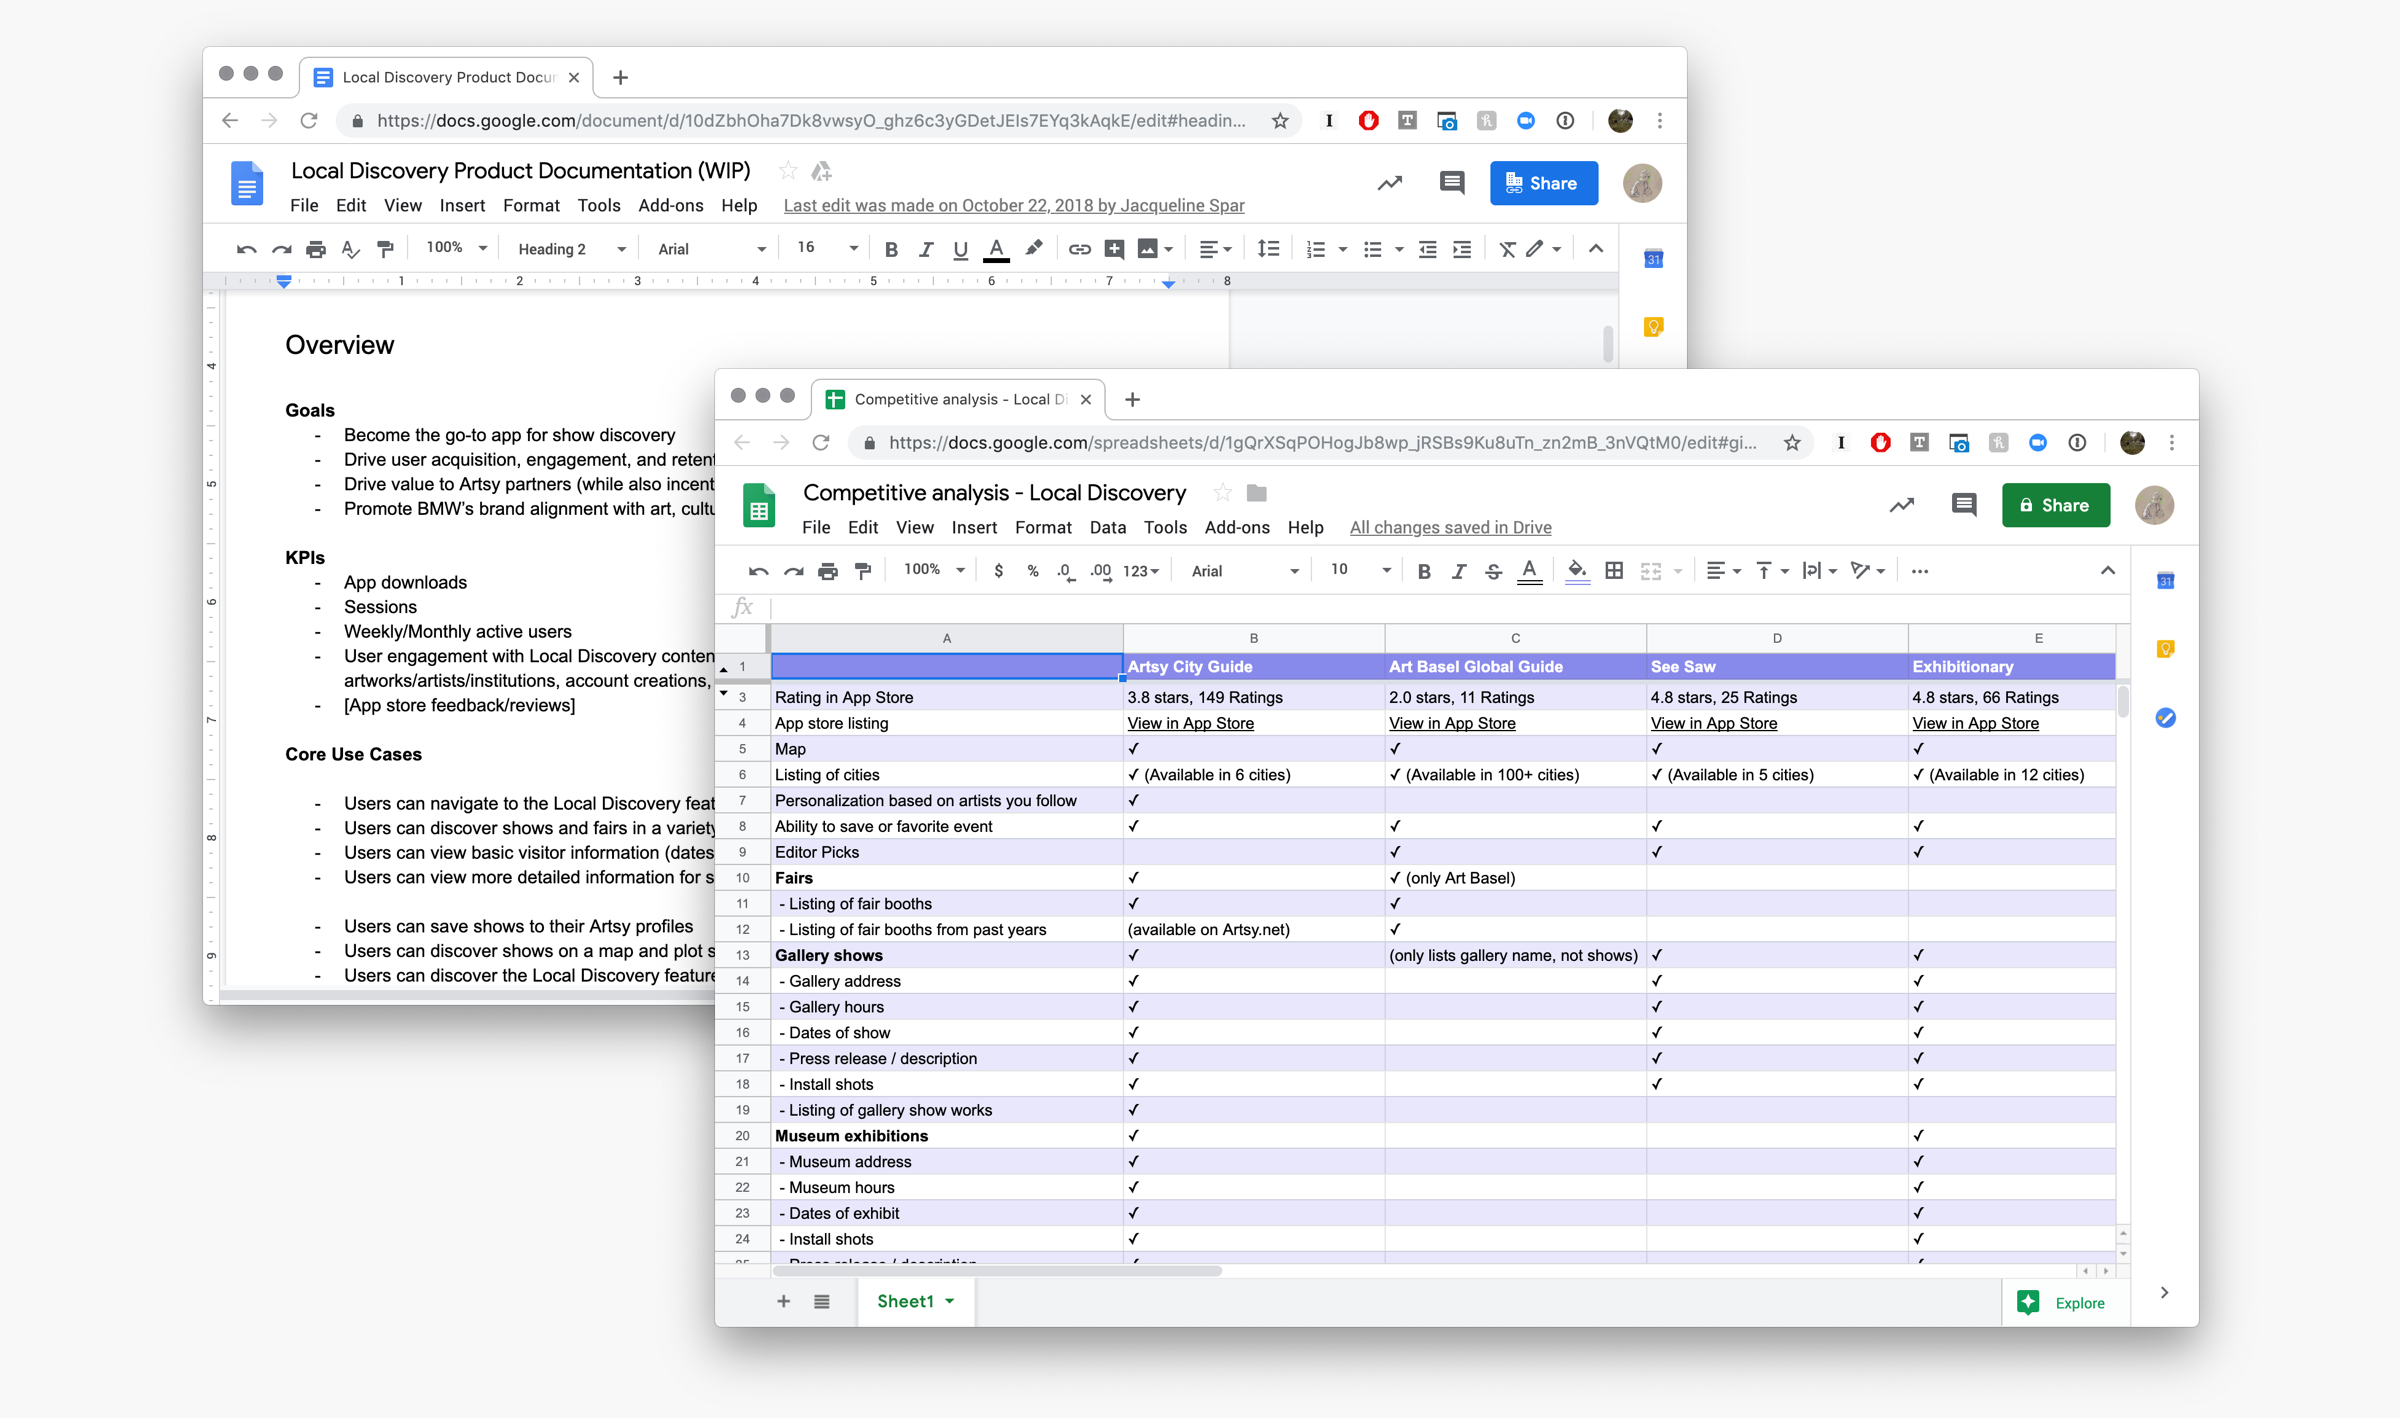 Local Discovery Product Docu
https://docs.google.com/document/d/10dZbhOha7Dk8vwsyO_ghz6c3yGDetJEIs7EYq3kAqkE/edit#headin...
Local Discovery Product Documentation (WIP)
Share
File Edit View Insert Format Tools Add-ons Help Last edit was made on October 22, 2018 by Jacqueline Spar
100% Heading 2 Arial 16 B I U A
31
1 2 3 4 5 6 7 8
Overview
4
Goals
- Become the go-to app for show discovery
- Drive user acquisition, engagement, and reten
5
- Drive value to Artsy partners (while also incent
- Promote BMW's brand alignment with art, cultu
KPIs
- App downloads
6
- Sessions
- Weekly/Monthly active users
- User engagement with Local Discovery conten
artworks/artists/institutions, account creations,
7
- [App store feedback/reviews]
Core Use Cases
- Users can navigate to the Local Discovery feat
8
- Users can discover shows and fairs in a variety
- Users can view basic visitor information (dates
- Users can view more detailed information for s
- Users can save shows to their Artsy profiles
9
- Users can discover shows on a map and plot s
- Users can discover the Local Discovery feature
Competitive analysis - Local Di
https://docs.google.com/spreadsheets/d/1gQrXSqPOHogJb8wp_jRSBs9Ku8uTn_zn2mB_3nVQtM0/edit#gi...
Competitive analysis - Local Discovery
Share
File Edit View Insert Format Data Tools Add-ons Help All changes saved in Drive
100% $ % .0 .00 123 Arial 10 B I S A
31
fx
A B C D E
1 Artsy City Guide Art Basel Global Guide See Saw Exhibitionary
3 Rating in App Store 3.8 stars, 149 Ratings 2.0 stars, 11 Ratings 4.8 stars, 25 Ratings 4.8 stars, 66 Ratings
4 App store listing View in App Store View in App Store View in App Store View in App Store
5 Map ✓ ✓ ✓ ✓
6 Listing of cities ✓ (Available in 6 cities) ✓ (Available in 100+ cities) ✓ (Available in 5 cities) ✓ (Available in 12 cities)
7 Personalization based on artists you follow ✓
8 Ability to save or favorite event ✓ ✓ ✓ ✓
9 Editor Picks ✓ ✓ ✓
10 Fairs ✓ ✓ (only Art Basel)
11 - Listing of fair booths ✓ ✓
12 - Listing of fair booths from past years (available on Artsy.net) ✓
13 Gallery shows ✓ (only lists gallery name, not shows) ✓ ✓
14 - Gallery address ✓ ✓ ✓
15 - Gallery hours ✓ ✓ ✓
16 - Dates of show ✓ ✓ ✓
17 - Press release / description ✓ ✓ ✓
18 - Install shots ✓ ✓ ✓
19 - Listing of gallery show works ✓
20 Museum exhibitions ✓ ✓
21 - Museum address ✓ ✓
22 - Museum hours ✓ ✓
23 - Dates of exhibit ✓ ✓
24 - Install shots ✓ ✓
25 - Press release / description ✓ ✓
Sheet1
Explore